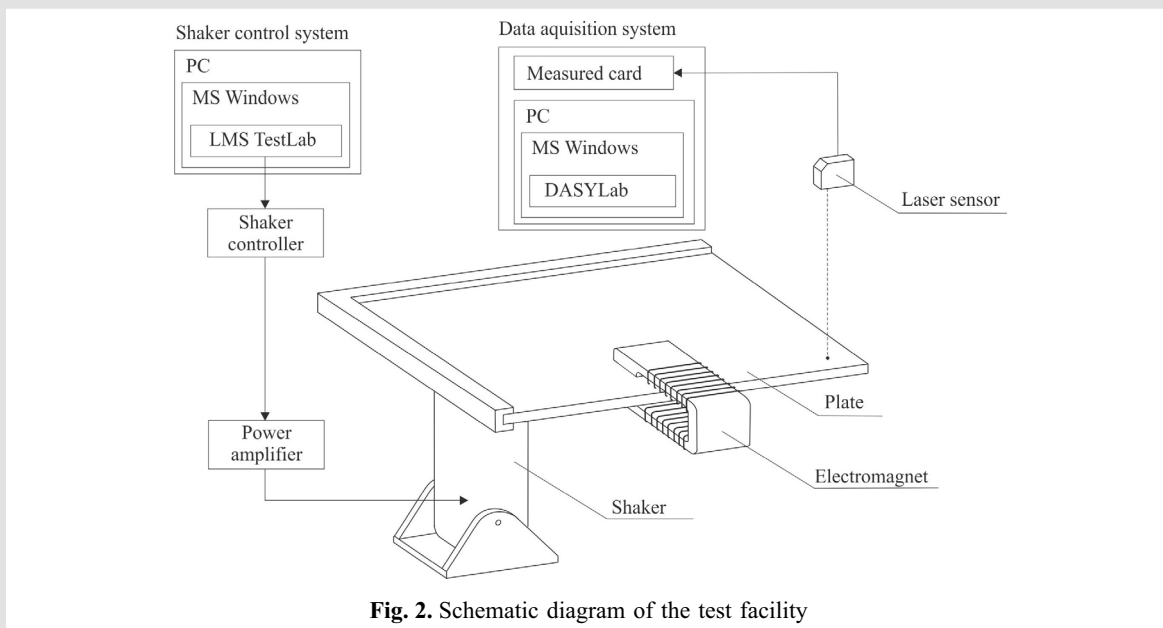 Shaker control system
PC
MS Windows
LMS TestLab
Shaker
controller
Power
amplifier
Data aquisition system
Measured card
PC
MS Windows
DASYLab
Laser sensor
Plate
Electromagnet
Shaker
Fig. 2. Schematic diagram of the test facility